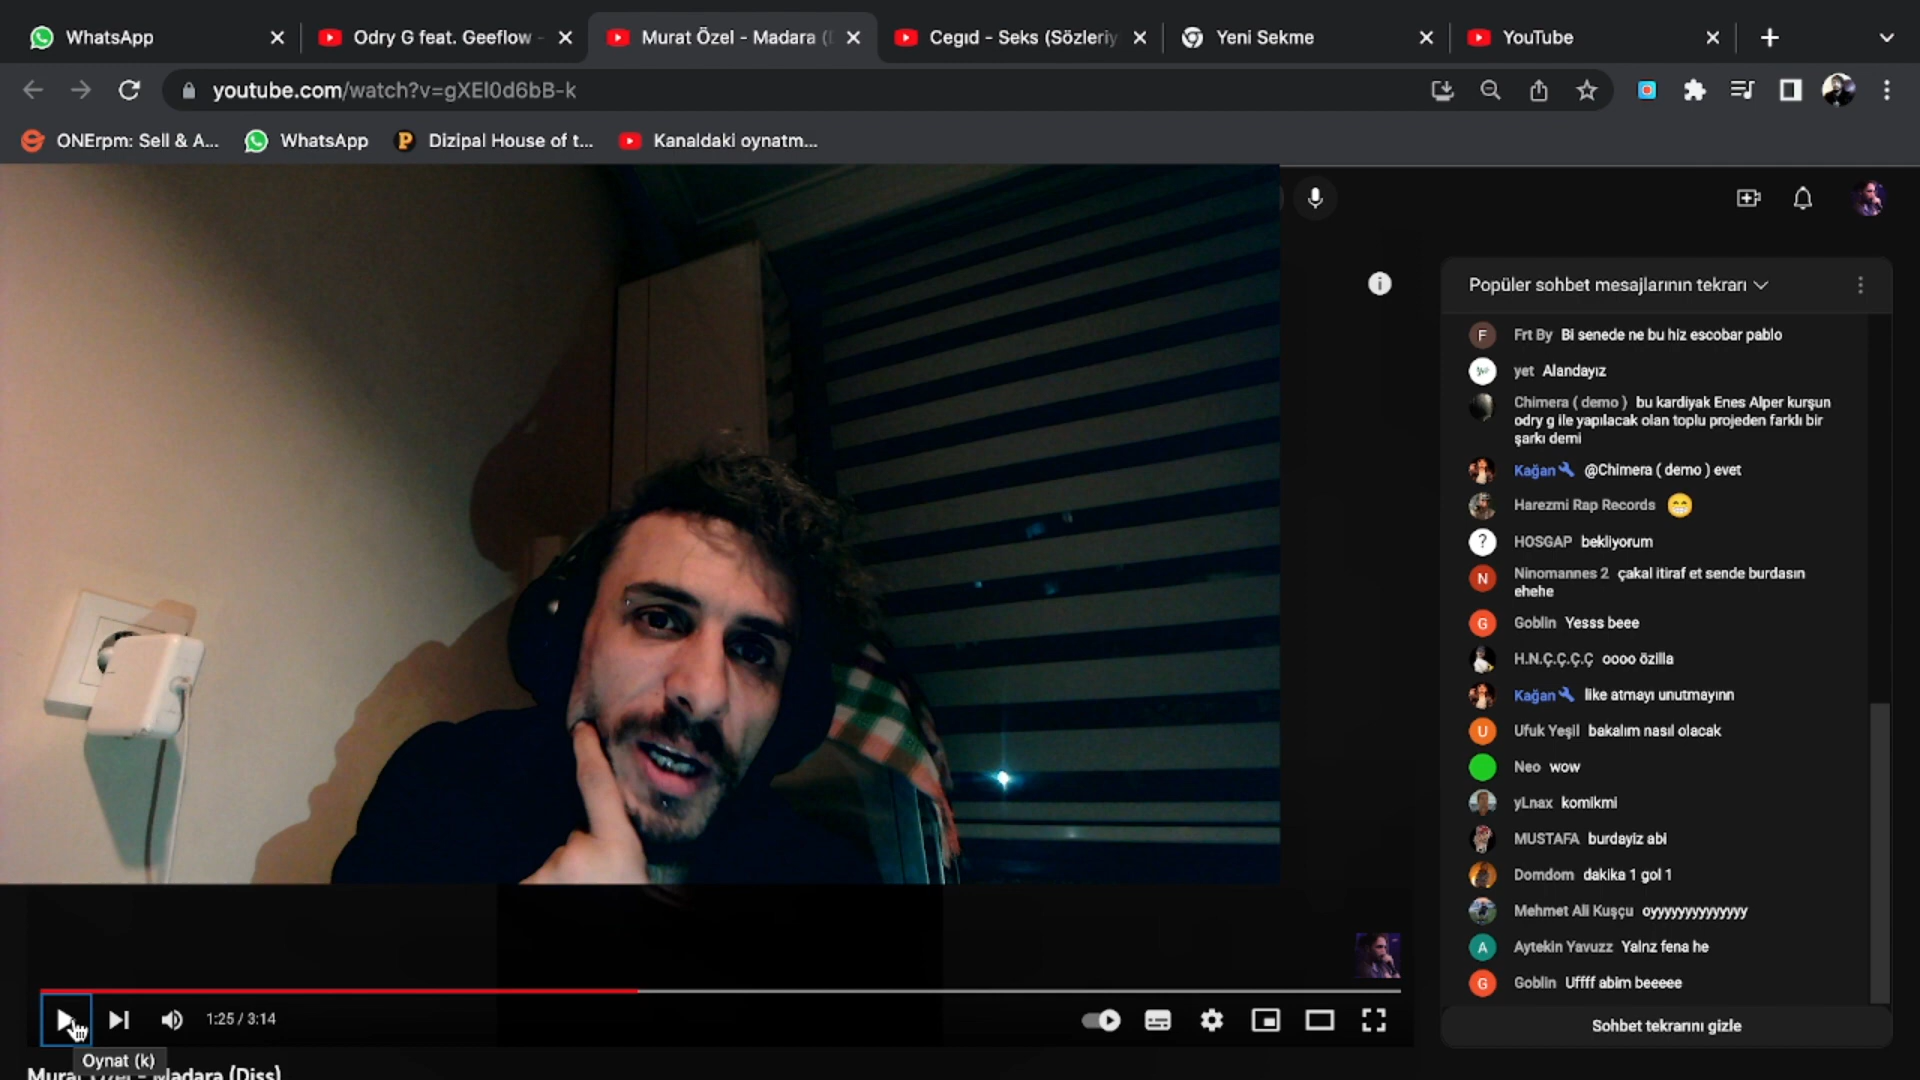 WhatsApp
Odry G feat. Geeflow -
Murat Özel - Madara (
Cegıd - Seks (Sözleriy
Yeni Sekme
YouTube
youtube.com/watch?v=gXEI0d6bB-k
ONErpm: Sell & A...
WhatsApp
Dizipal House of t...
Kanaldaki oynatm...
Popüler sohbet mesajlarının tekrarı
F Frt By Bi senede ne bu hiz escobar pablo
yet Alandayız
Chimera ( demo ) bu kardiyak Enes Alper kurşun
odry g ile yapılacak olan toplu projeden farklı bir
şarkı demi
Kağan @Chimera ( demo ) evet
Harezmi Rap Records
? HOSGAP bekliyorum
N Ninomannes 2 çakal itiraf et sende burdasın
ehehe
G Goblin Yesss beee
H.N.Ç.Ç.Ç.Ç oooo özilla
Kağan like atmayı unutmayınn
U Ufuk Yeşil bakalım nasıl olacak
Neo wow
yLnax komikmi
MUSTAFA burdayiz abi
Domdom dakika 1 gol 1
Mehmet Ali Kuşçu oyyyyyyyyyyyyy
A Aytekin Yavuzz Yalnz fena he
G Goblin Uffff abim beeeee
Sohbet tekrarını gizle
1:25 / 3:14
Oynat (k)
Murat Özel - Madara (Diss)